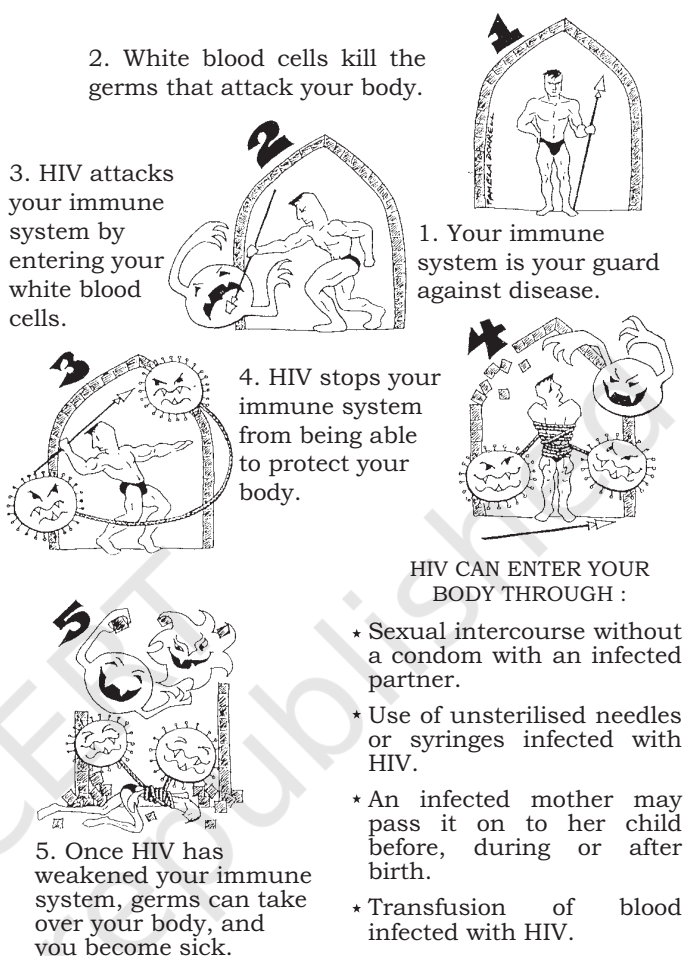 1
2. White blood cells kill the
germs that attack your body.
2
3. HIV attacks
your immune
system by
entering your
white blood
cells.
1. Your immune
system is your guard
against disease.
3
4
4. HIV stops your
immune system
from being able
to protect your
body.
HIV CAN ENTER YOUR
BODY THROUGH :
5
5. Once HIV has
weakened your immune
system, germs can take
over your body, and
you become sick.
* Sexual intercourse without
a condom with an infected
partner.
* Use of unsterilised needles
or syringes infected with
HIV.
* An infected mother may
pass it on to her child
before, during or after
birth.
* Transfusion of blood
infected with HIV.